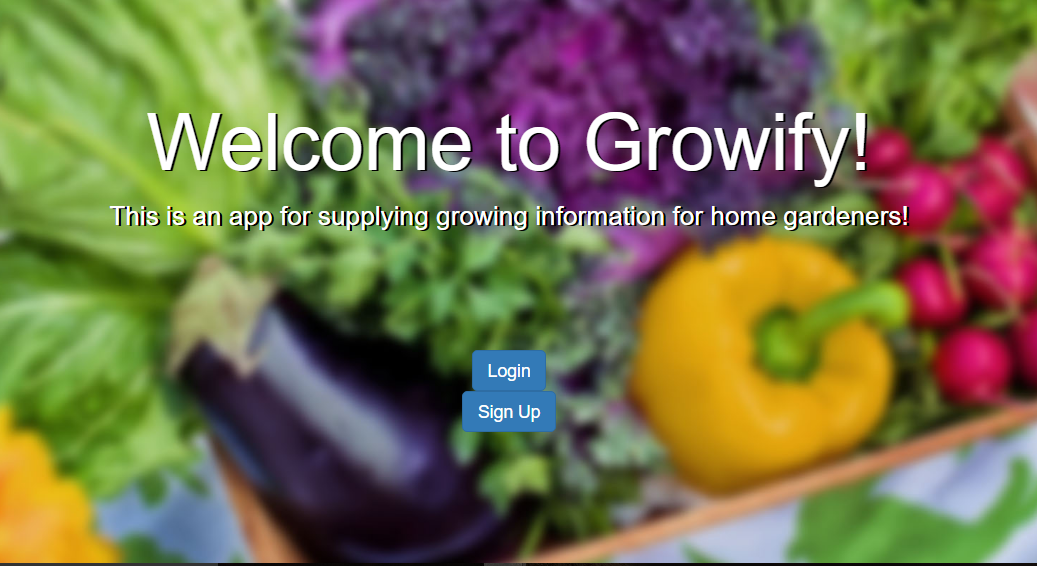 Welcome to Growify!
This is an app for supplying growing information for home gardeners!
Login
Sign Up